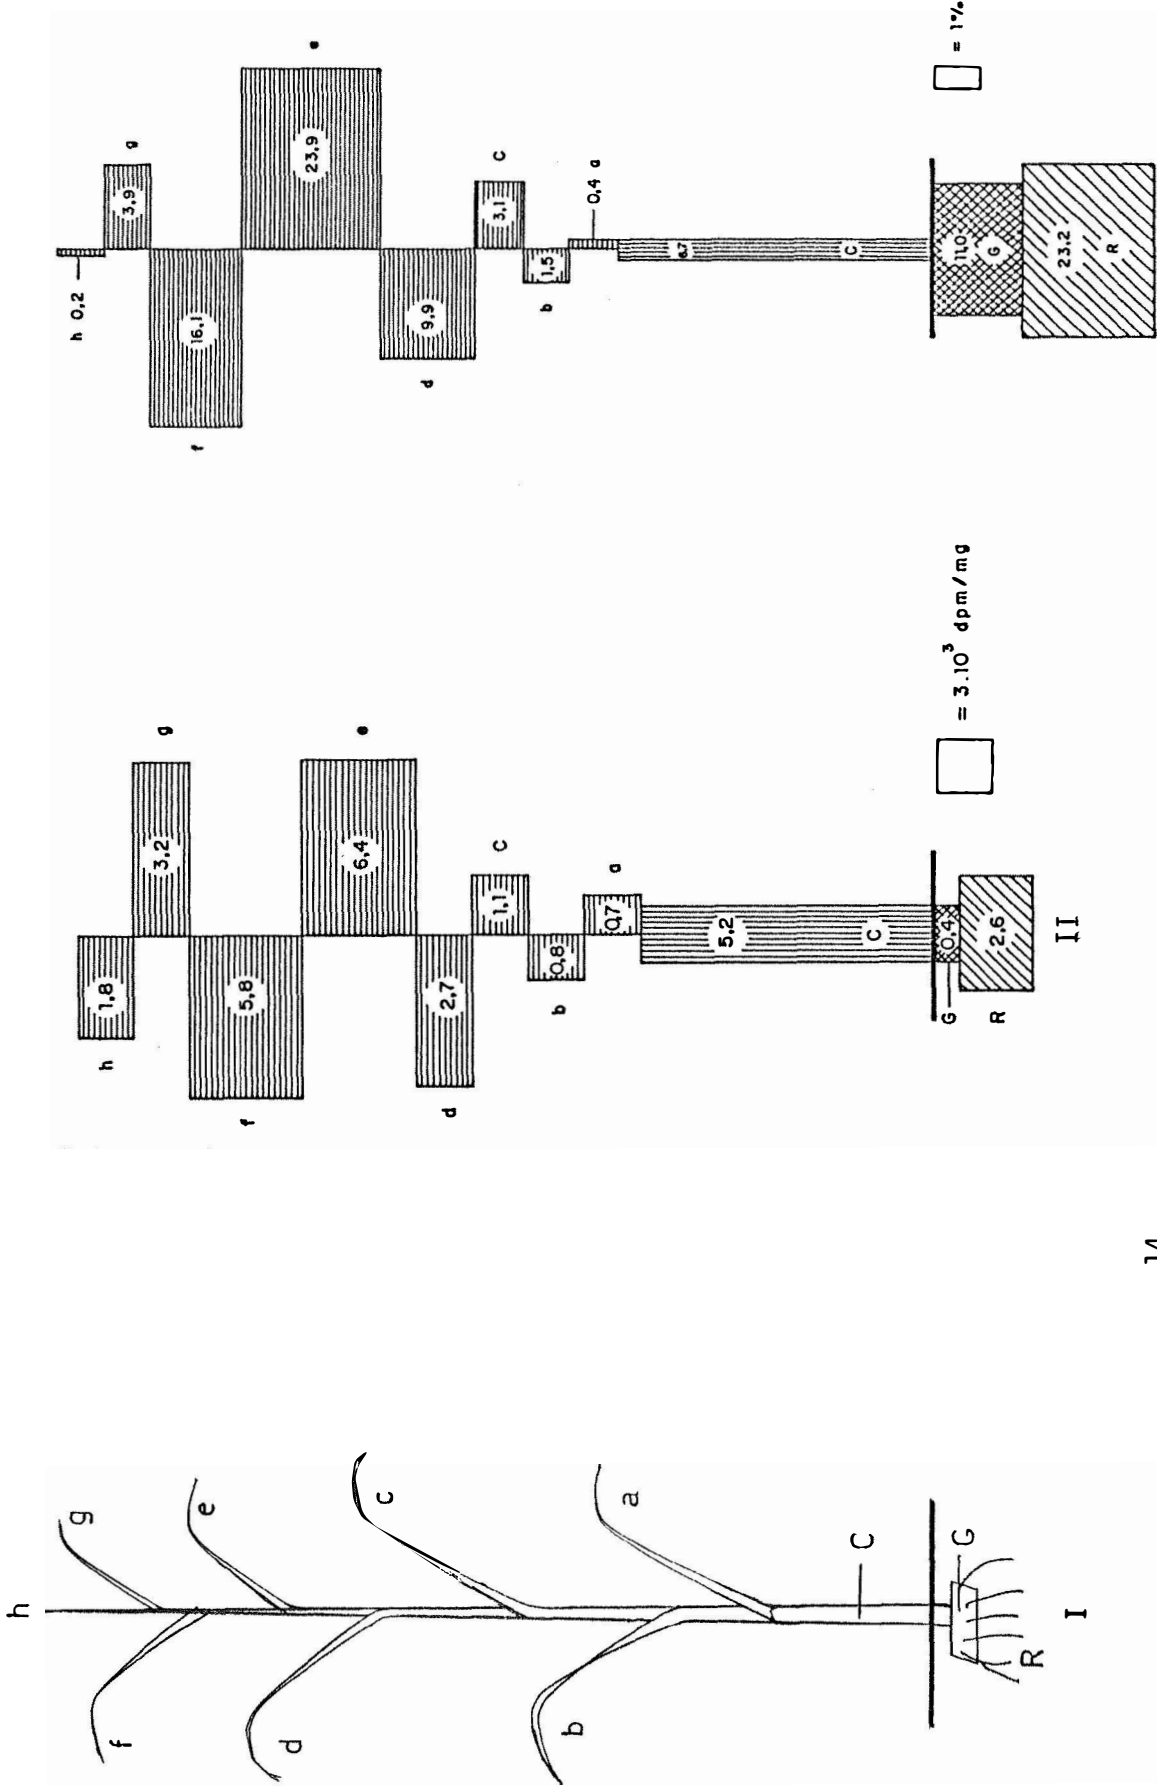 h 0,2
3,9
g
16,1
f
23,9
e
9,9
d
3,1
C
1,5
b
0,4 a
6,7
C
11,0
G
23,2
R
= 1%
1,8
h
3,2
g
5,8
f
6,4
e
2,7
d
1,1
C
0,8
b
0,7
a
5,2
C
0,4
G
2,6
R
II
= 3.10³ dpm/mg
h
g
f
e
d
c
b
a
C
G
R
I